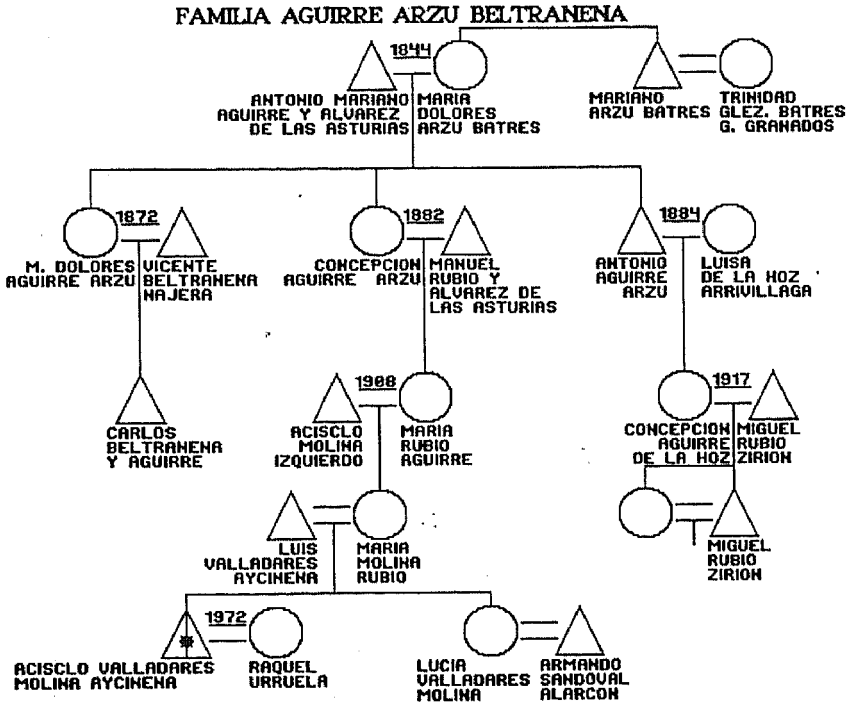 FAMILIA AGUIRRE ARZU BELTRANENA
1844
ANTONIO MARIANO
AGUIRRE Y ALVAREZ
DE LAS ASTURIAS
MARIA
DOLORES
ARZU BATRES
MARIANO
ARZU BATRES
TRINIDAD
GLEZ. BATRES
G. GRANADOS
1872
M. DOLORES
AGUIRRE ARZU
VICENTE
BELTRANENA
NAJERA
1882
CONCEPCION
AGUIRRE ARZU
MANUEL
RUBIO Y
ALVAREZ DE
LAS ASTURIAS
1884
ANTONIO
AGUIRRE
ARZU
LUISA
DE LA HOZ
ARRIVILLAGA
CARLOS
BELTRANENA
Y AGUIRRE
1908
ACISCLO
MOLINA
IZQUIERDO
MARIA
RUBIO
AGUIRRE
1917
CONCEPCION
AGUIRRE
DE LA HOZ
MIGUEL
RUBIO
ZIRION
LUIS
VALLADARES
AYCINENA
MARIA
MOLINA
RUBIO
MIGUEL
RUBIO
ZIRION
1972
ACISCLO VALLADARES
MOLINA AYCINENA
RAQUEL
URRUELA
LUCIA
VALLADARES
MOLINA
ARMANDO
SANDOVAL
ALARCON